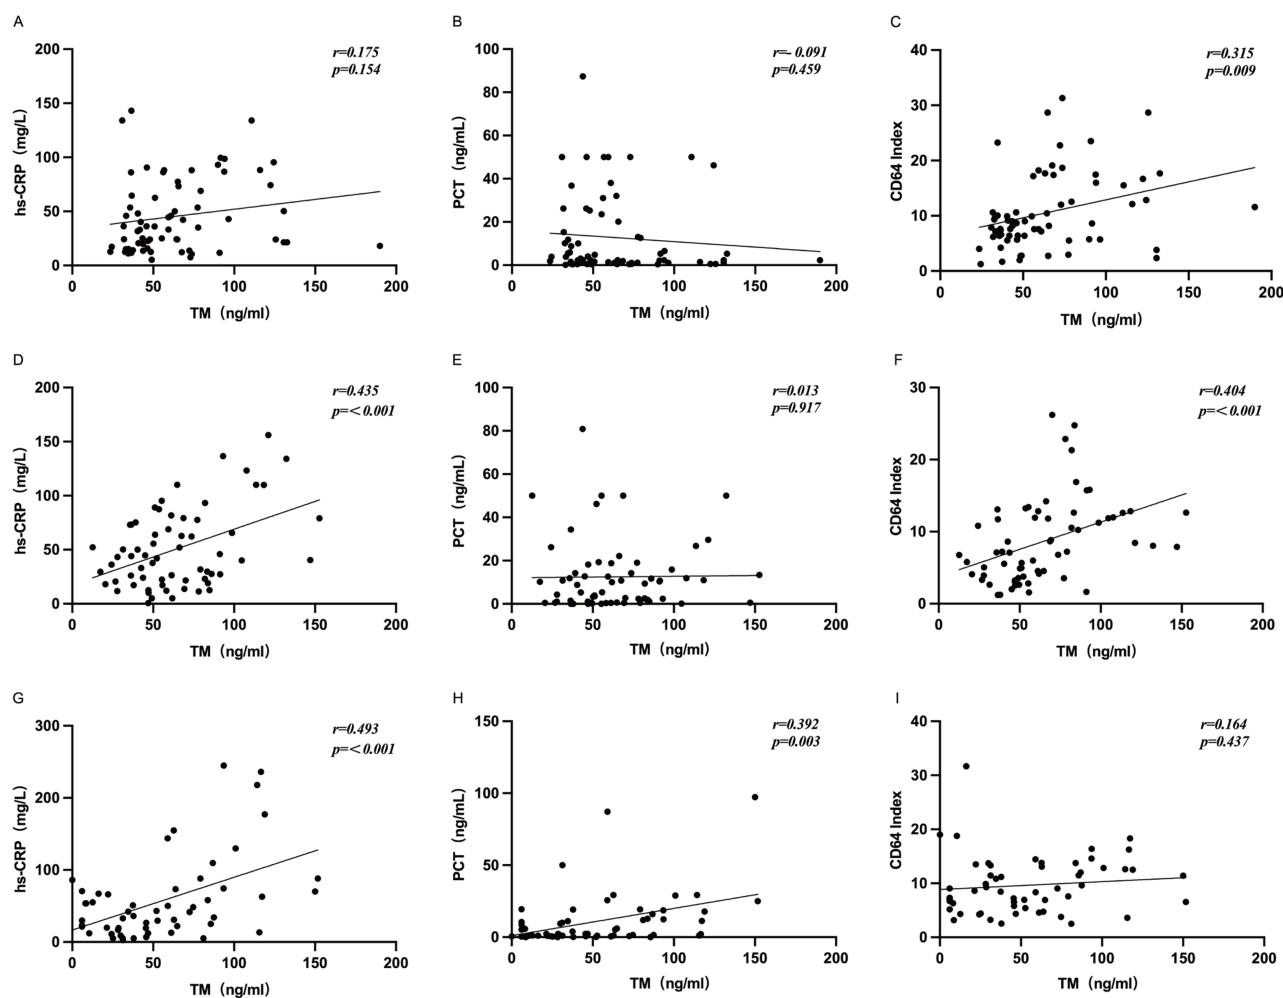 A
r=0.175
p=0.154
200
150
100
50
0
hs-CRP（mg/L）
0 50 100 150 200
TM（ng/ml）
B
r=- 0.091
p=0.459
100
80
60
40
20
0
PCT（ng/mL）
0 50 100 150 200
TM（ng/ml）
C
r=0.315
p=0.009
40
30
20
10
0
CD64 Index
0 50 100 150 200
TM（ng/ml）
D
r=0.435
p=＜0.001
200
150
100
50
0
hs-CRP（mg/L）
0 50 100 150 200
TM（ng/ml）
E
r=0.013
p=0.917
100
80
60
40
20
0
PCT（ng/mL）
0 50 100 150 200
TM（ng/ml）
F
r=0.404
p=＜0.001
30
20
10
0
CD64 Index
0 50 100 150 200
TM（ng/ml）
G
r=0.493
p=＜0.001
300
200
100
0
hs-CRP（mg/L）
0 50 100 150 200
TM（ng/ml）
H
r=0.392
p=0.003
150
100
50
0
PCT（ng/mL）
0 50 100 150 200
TM（ng/ml）
I
r=0.164
p=0.437
40
30
20
10
0
CD64 Index
0 50 100 150 200
TM（ng/ml）